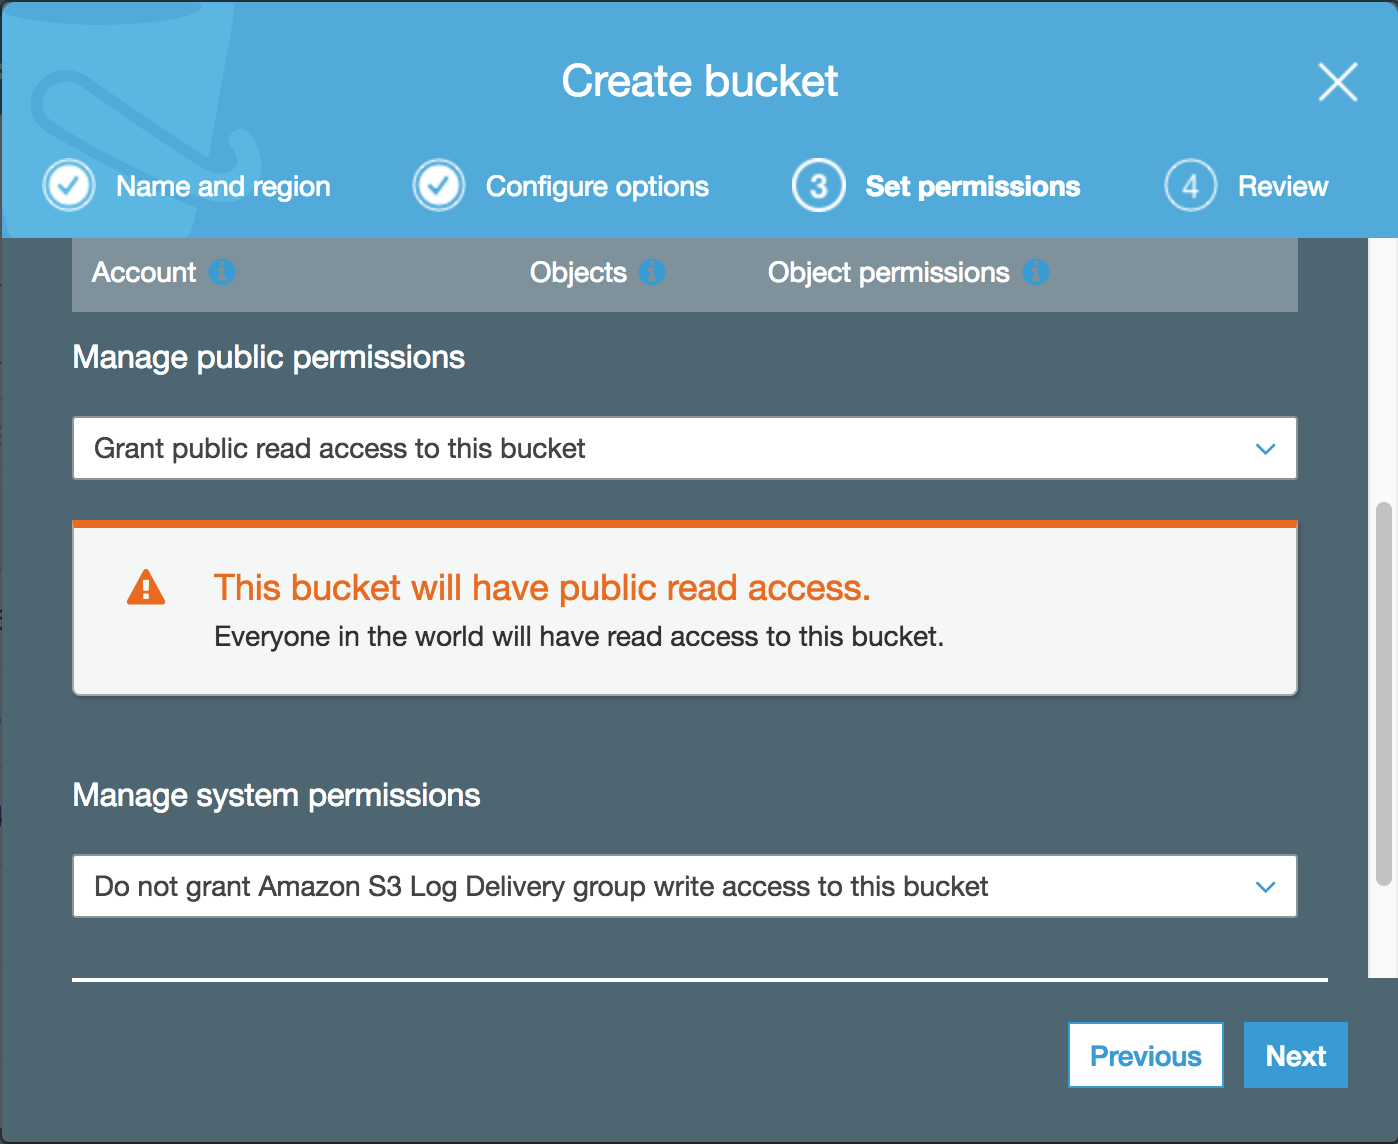 Create bucket
Name and region
Configure options
3 Set permissions
4 Review
Account Objects Object permissions
Manage public permissions
Grant public read access to this bucket
This bucket will have public read access.
Everyone in the world will have read access to this bucket.
Manage system permissions
Do not grant Amazon S3 Log Delivery group write access to this bucket
Previous Next